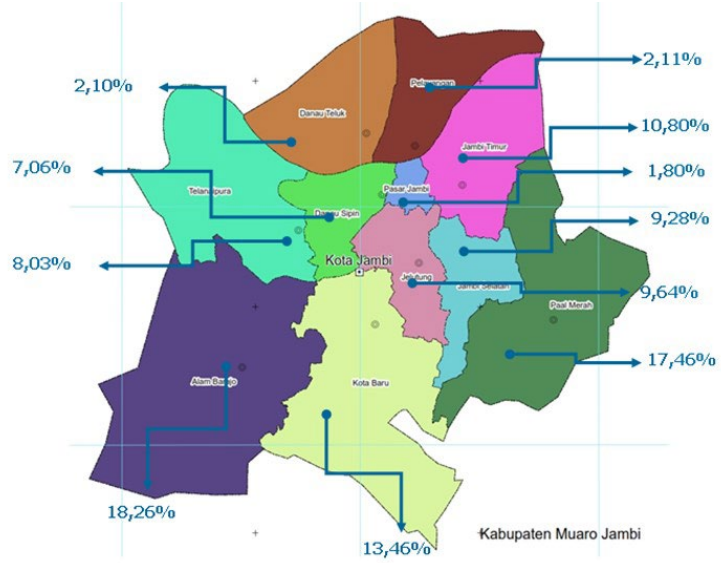 2,11%
Pelayangan
2,10%
Danau Teluk
10,80%
Jambi Timur
7,06%
1,80%
Telanaipura
Pasar Jambi
Danau Sipin
9,28%
8,03%
Kota Jambi
Jelutung
Jambi Selatan
9,64%
Paal Merah
17,46%
Alam Barajo
Kota Baru
18,26%
Kabupaten Muaro Jambi
13,46%